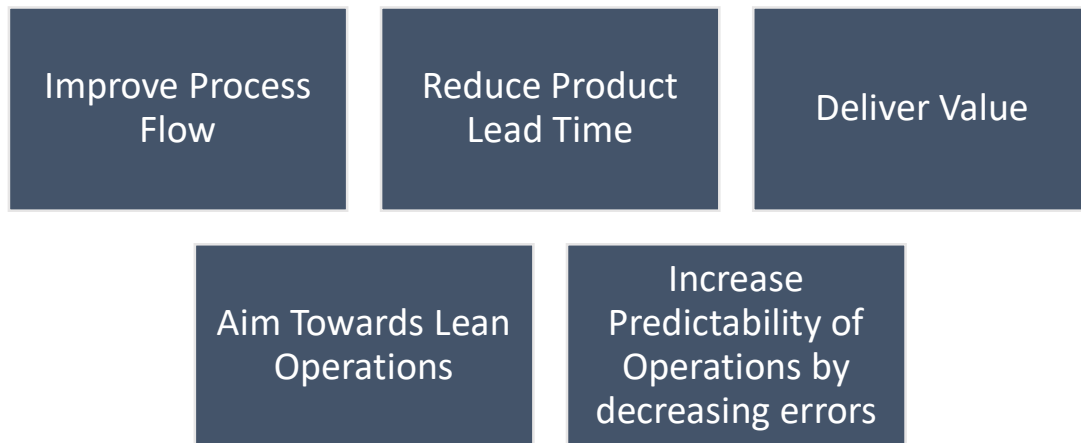 Improve Process
Flow
Reduce Product
Lead Time
Deliver Value
Aim Towards Lean
Operations
Increase
Predictability of
Operations by
decreasing errors